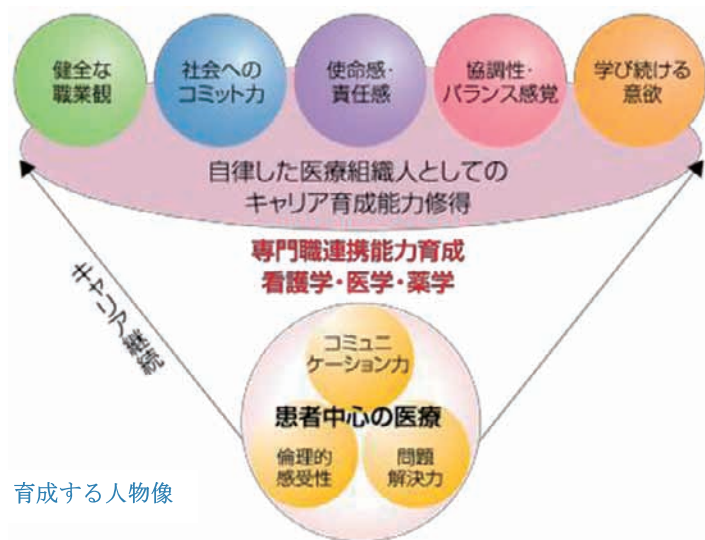 健全な
職業観
社会への
コミット力
使命感・
責任感
協調性・
バランス感覚
学び続ける
意欲
自律した医療組織人としての
キャリア育成能力修得
専門職連携能力育成
看護学・医学・薬学
キャリア継続
コミュニ
ケーション力
患者中心の医療
倫理的
感受性
問題
解決力
育成する人物像